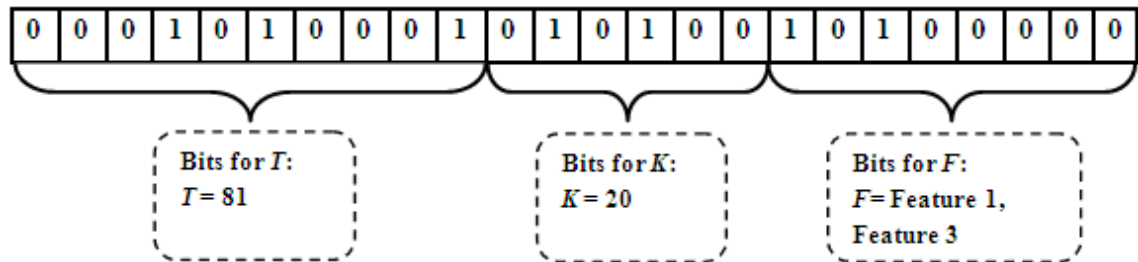 0 0 0 1 0 1 0 0 0 1 0 1 0 1 0 0 1 0 1 0 0 0 0 0
Bits for T:
T = 81
Bits for K:
K = 20
Bits for F:
F= Feature 1,
Feature 3